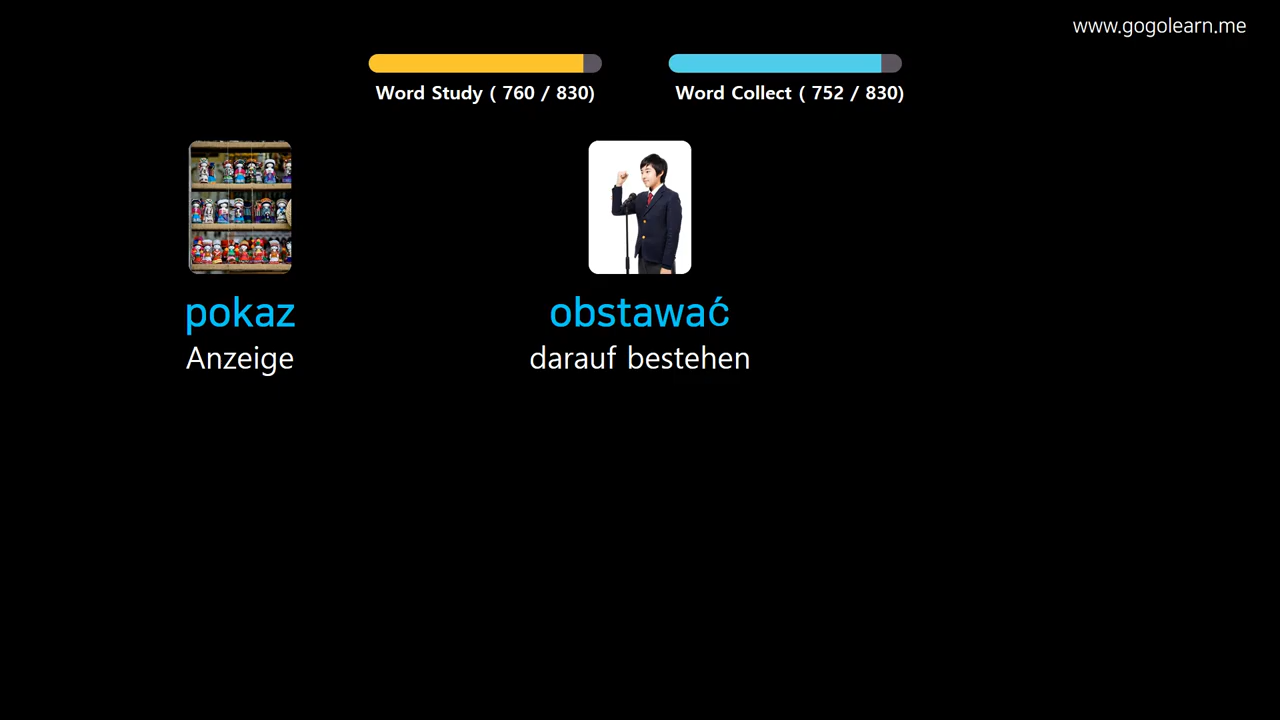 www.gogolearn.me
Word Study ( 760 / 830)
Word Collect ( 752 / 830)
pokaz
Anzeige
obstawać
darauf bestehen